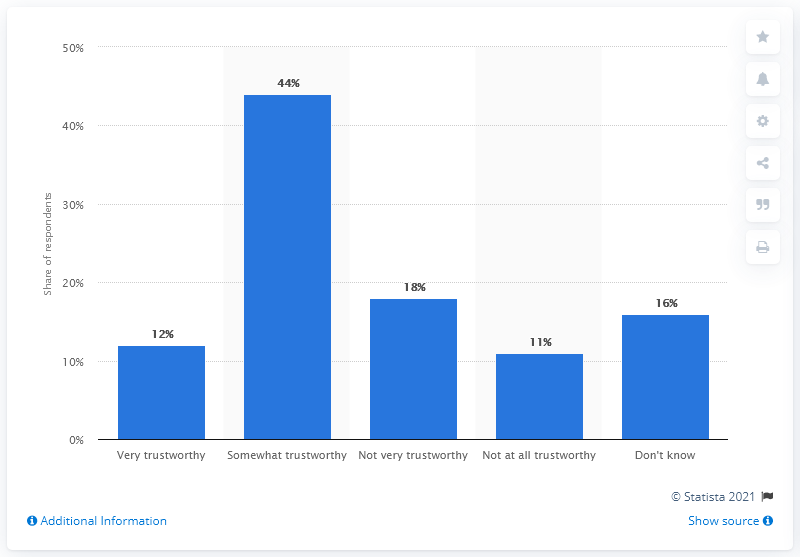 50%
40%
30%
20%
10%
0%
Share of respondents
12%
44%
18%
11%
16%
Very trustworthy
Somewhat trustworthy
Not very trustworthy
Not at all trustworthy
Don't know
© Statista 2021
Additional Information
Show source